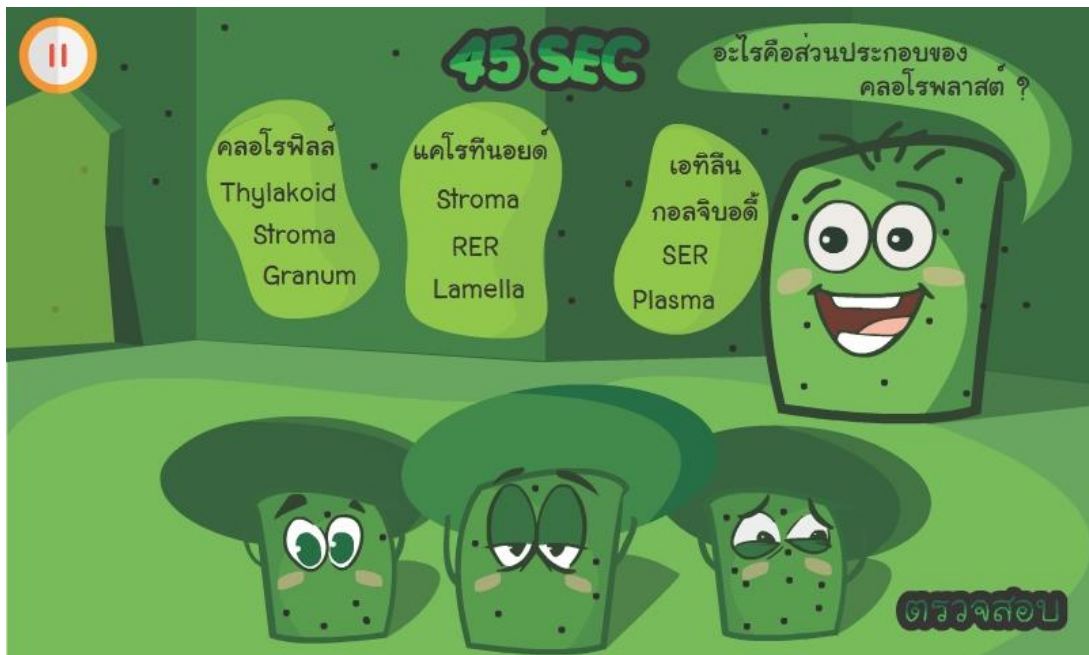 45 SEC
อะไรคือส่วนประกอบของ
คลอโรพลาสต์ ?
คลอโรฟิลล์
Thylakoid
Stroma
Granum
แคโรทีนอยด์
Stroma
RER
Lamella
เอทิลีน
กอลจิบอดี้
SER
Plasma
ตรวจสอบ